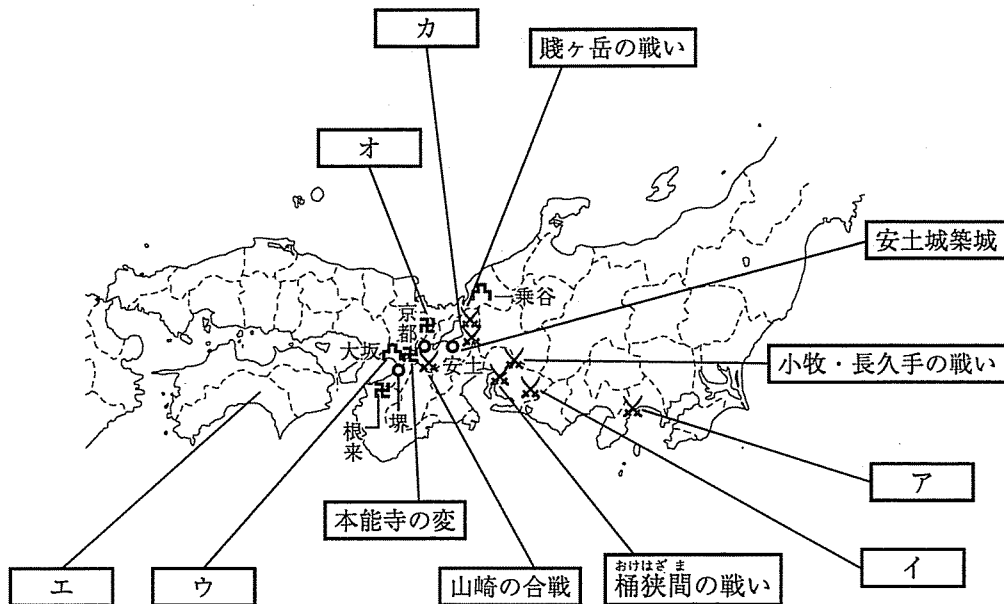 カ
賤ヶ岳の戦い
オ
安土城築城
一乗谷
京都
大坂
安土
小牧・長久手の戦い
根来
堺
ア
本能寺の変
イ
エ
ウ
山崎の合戦
おけはざま
桶狭間の戦い